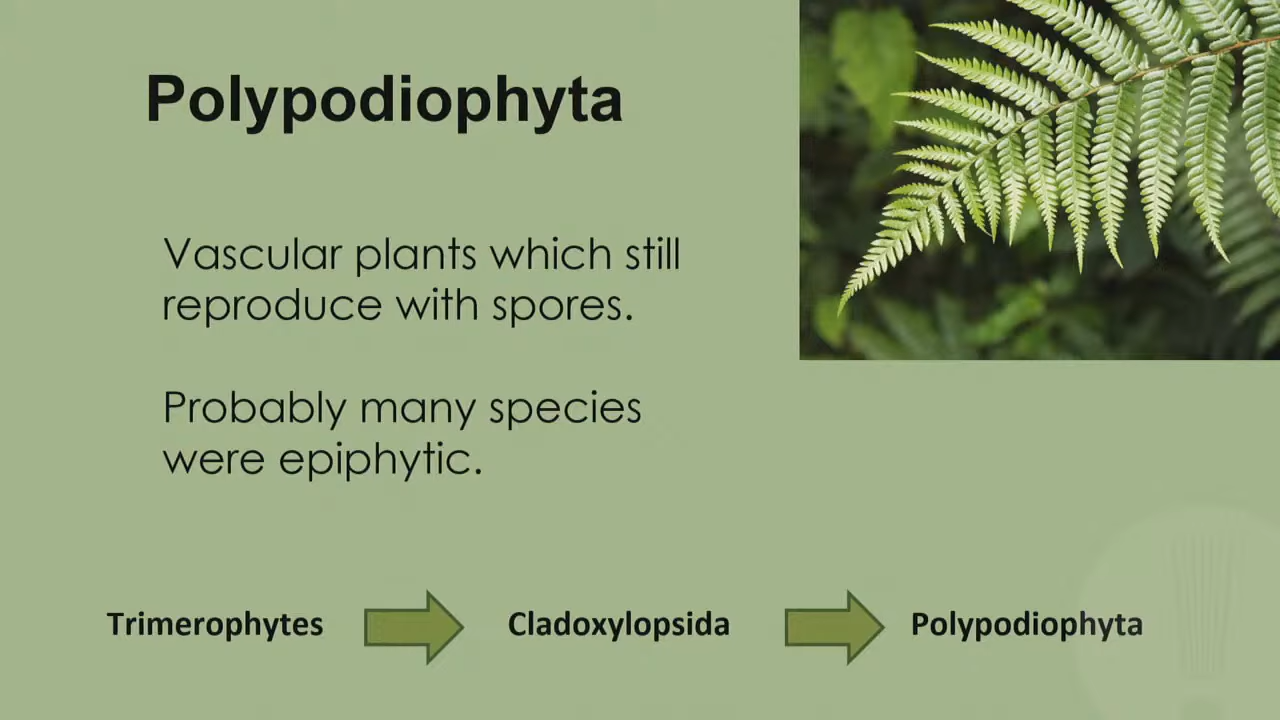 Polypodiophyta
Vascular plants which still
reproduce with spores.
Probably many species
were epiphytic.
Trimerophytes
Cladoxylopsida
Polypodiophyta